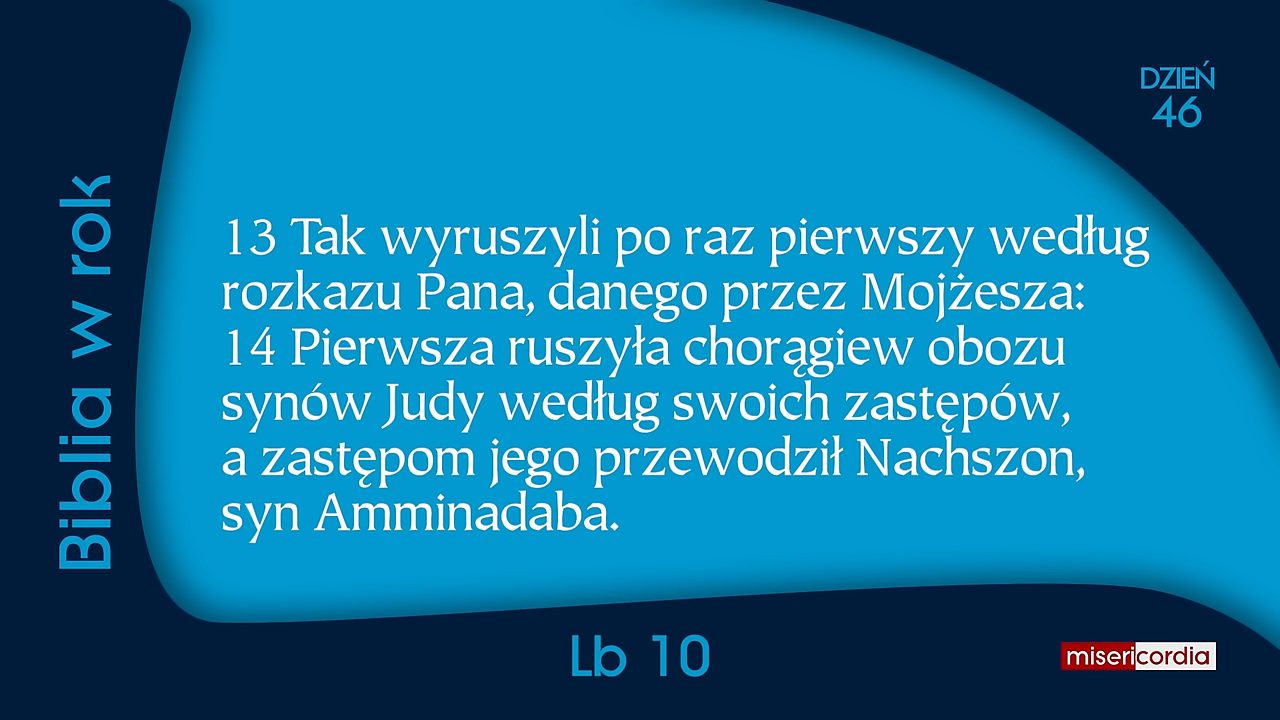 DZIEŃ
46
Biblia w rok
13 Tak wyruszyli po raz pierwszy według
rozkazu Pana, danego przez Mojżesza:
14 Pierwsza ruszyła chorągiew obozu
synów Judy według swoich zastępów,
a zastępom jego przewodził Nachszon,
syn Amminadaba.
Lb 10
misericordia